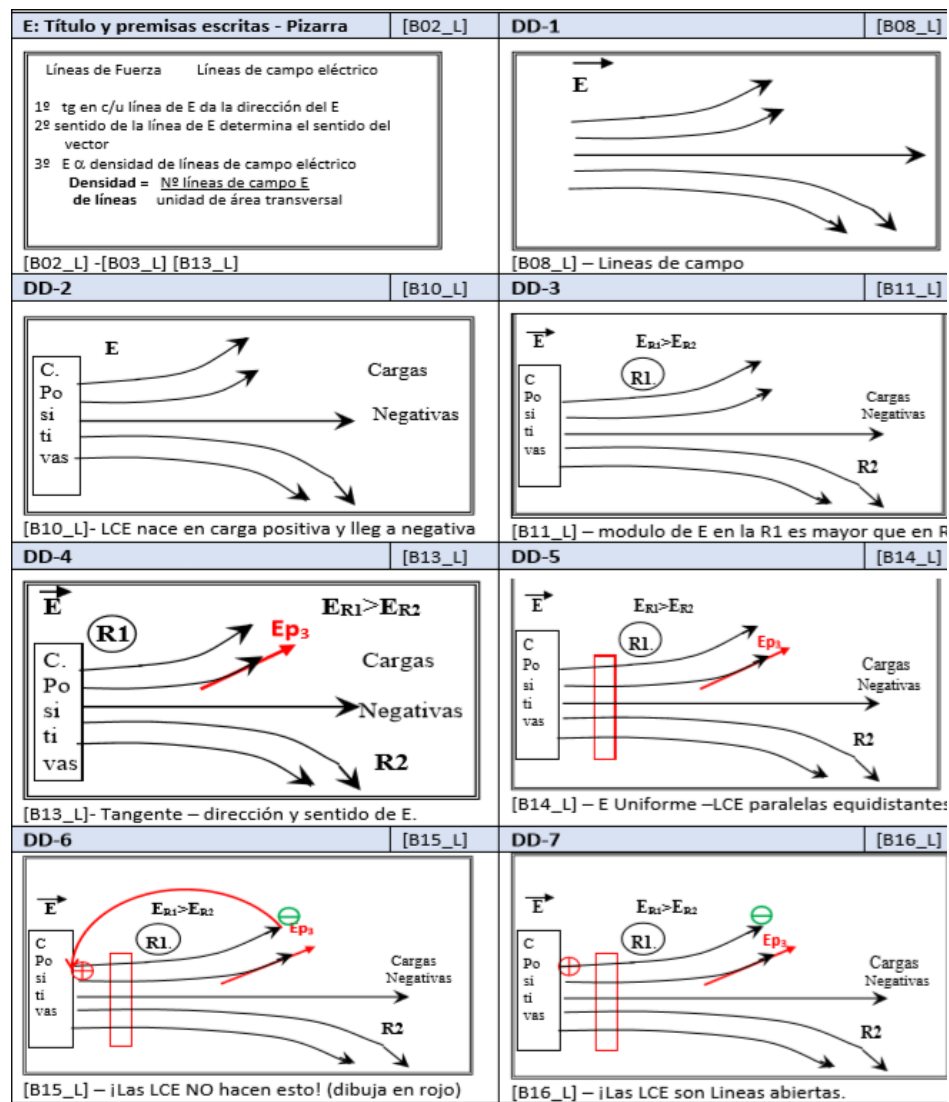 E: Título y premisas escritas - Pizarra [B02_L]
Líneas de Fuerza Líneas de campo eléctrico
1º tg en c/u línea de E da la dirección del E
2º sentido de la línea de E determina el sentido del
vector
3º E α densidad de líneas de campo eléctrico
Densidad = Nº líneas de campo E
de líneas unidad de área transversal
[B02_L] -[B03_L] [B13_L]
DD-1 [B08_L]
E
[B08_L] – Lineas de campo
DD-2 [B10_L]
E
C.
Po
si
ti
vas
Cargas
Negativas
[B10_L]- LCE nace en carga positiva y lleg a negativa
DD-3 [B11_L]
E
ER1>ER2
R1.
C
Po
si
ti
vas
Cargas
Negativas
R2
[B11_L] – modulo de E en la R1 es mayor que en R
DD-4 [B13_L]
E
ER1>ER2
R1
Ep3
C.
Po
si
ti
vas
Cargas
Negativas
R2
[B13_L]- Tangente – dirección y sentido de E.
DD-5 [B14_L]
E
ER1>ER2
R1.
Ep3
C
Po
si
ti
vas
Cargas
Negativas
R2
[B14_L] – E Uniforme –LCE paralelas equidistantes
DD-6 [B15_L]
E
ER1>ER2
R1.
Ep3
C
Po
si
ti
vas
Cargas
Negativas
R2
[B15_L] – ¡Las LCE NO hacen esto! (dibuja en rojo)
DD-7 [B16_L]
E
ER1>ER2
R1.
Ep3
C
Po
si
ti
vas
Cargas
Negativas
R2
[B16_L] – ¡Las LCE son Lineas abiertas.